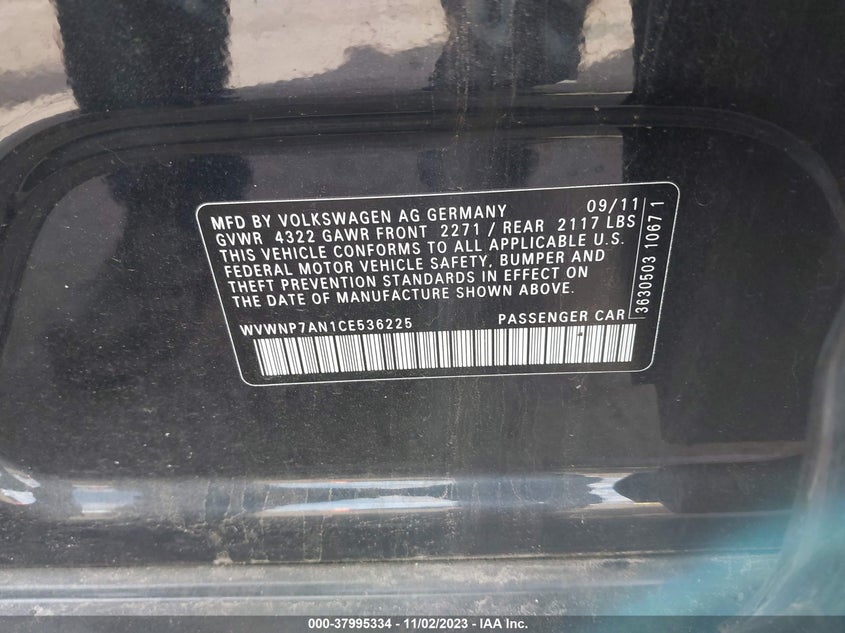 09/11
MFD BY VOLKSWAGEN AG GERMANY
GVWR 4322 GAWR FRONT 2271 / REAR 2117 LBS
THIS VEHICLE CONFORMS TO ALL APPLICABLE U.S.
FEDERAL MOTOR VEHICLE SAFETY, BUMPER AND
THEFT PREVENTION STANDARDS IN EFFECT ON
THE DATE OF MANUFACTURE SHOWN ABOVE.
WVWNP7AN1CE536225 PASSENGER CAR
3630503 1067 1
000-37995334 - 11/02/2023 - IAA Inc.